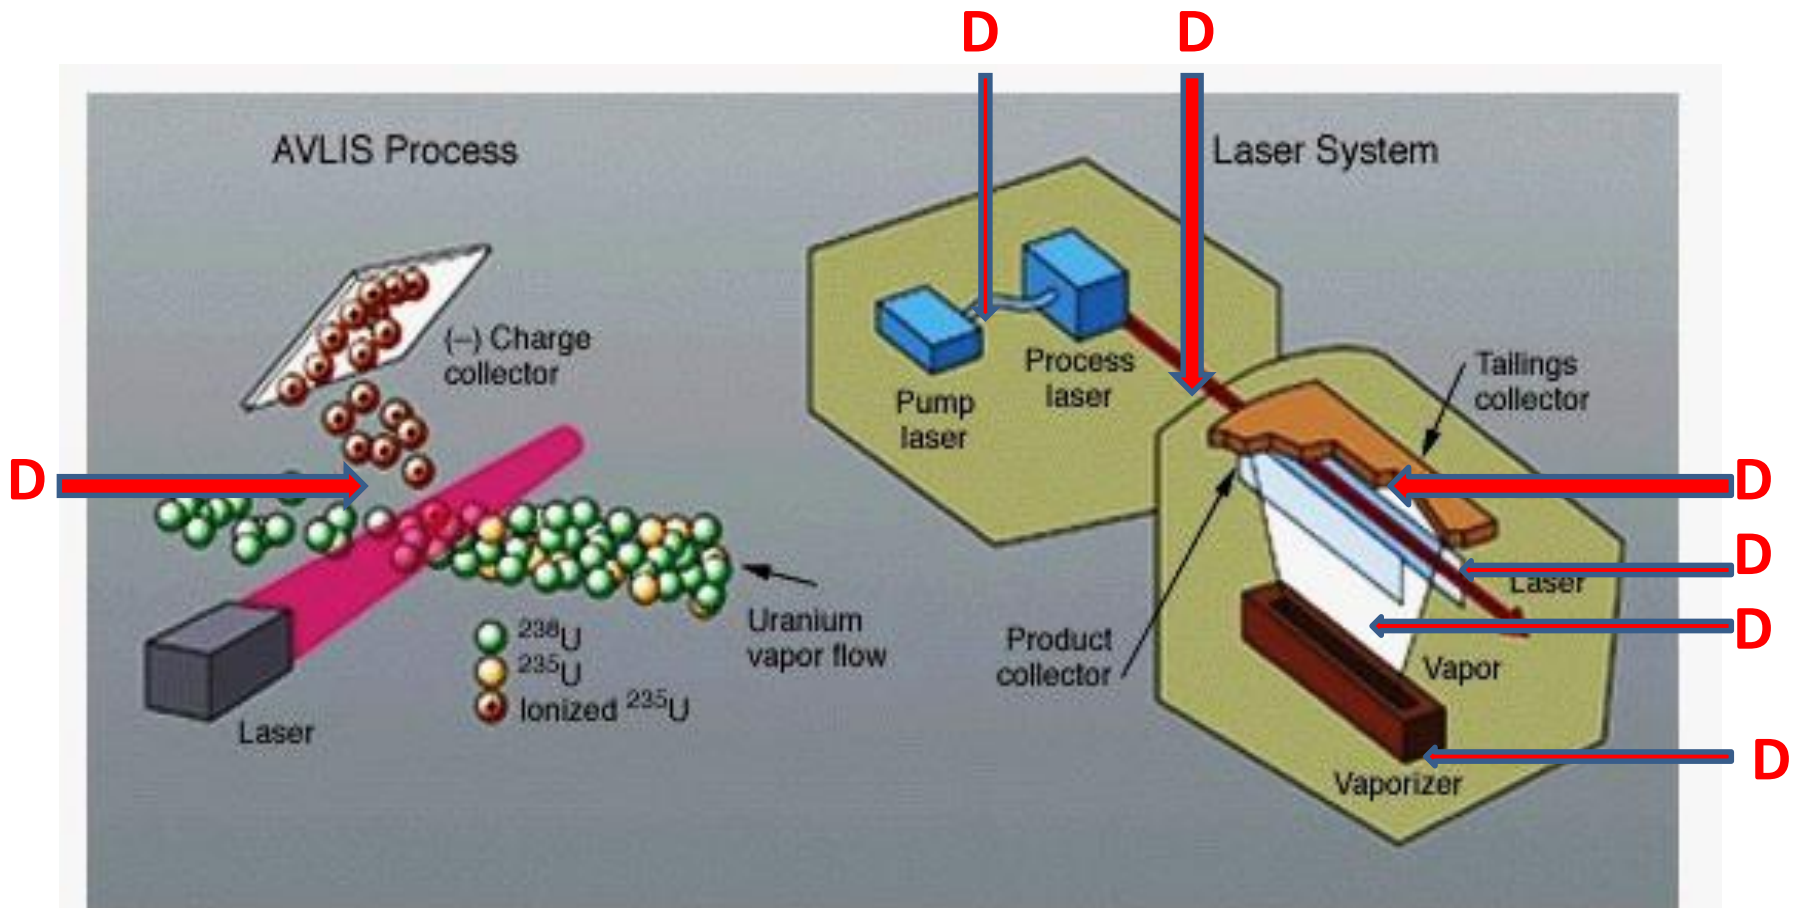 D
D
AVLIS Process
Laser System
(–) Charge
collector
Process
laser
Pump
laser
Tailings
collector
D
D
D
Laser
D
Uranium
vapor flow
Product
collector
Vapor
²³⁸U
²³⁵U
Ionized ²³⁵U
Laser
D
Vaporizer